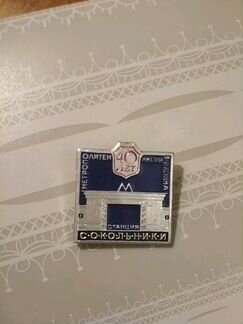 МЕТРОПОЛИТЕН ИМЕНИ В.И.ЛЕНИНА
40
ЛЕТ
М
СТАНЦИЯ
СОКОЛЬНИКИ